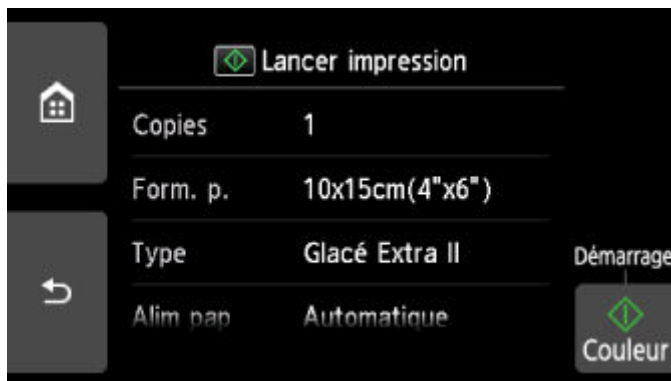 Lancer impression
Copies 1
Form. p. 10x15cm(4"x6")
Type Glacé Extra II
Démarrage
Alim pap Automatique
Couleur